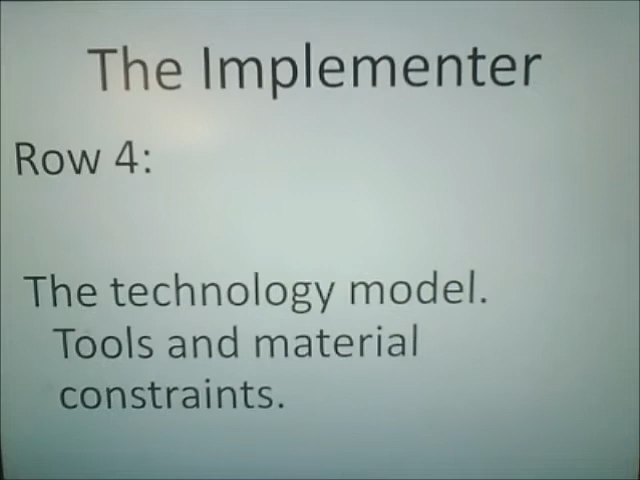 The Implementer
Row 4:
The technology model.
Tools and material
constraints.